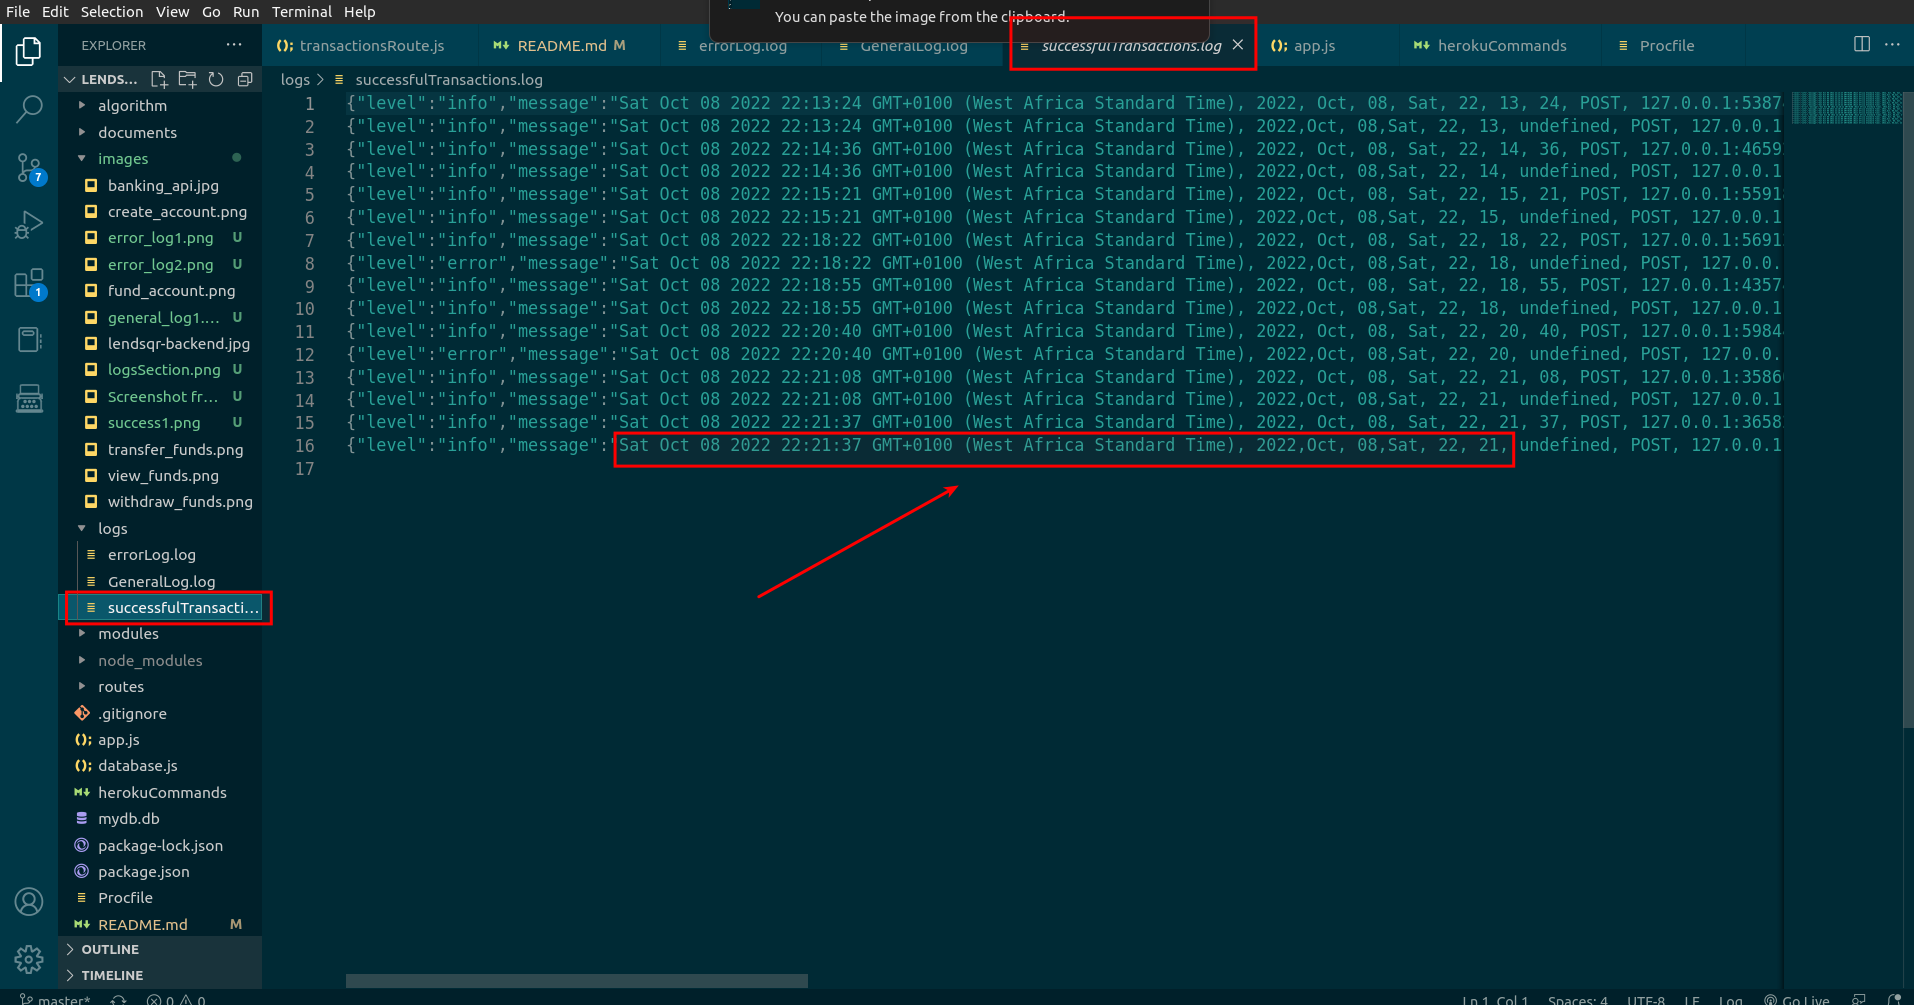 File Edit Selection View Go Run Terminal Help
You can paste the image from the clipboard.
EXPLORER
transactionsRoute.js
README.md M
errorLog.log
GeneralLog.log
successfulTransactions.log
app.js
herokuCommands
Procfile
LENDS...
logs > successfulTransactions.log
algorithm
documents
images
banking_api.jpg
create_account.png
error_log1.png U
error_log2.png U
fund_account.png
general_log1.... U
lendsqr-backend.jpg
logsSection.png U
Screenshot fr... U
success1.png U
transfer_funds.png
view_funds.png
withdraw_funds.png
logs
errorLog.log
GeneralLog.log
successfulTransacti...
modules
node_modules
routes
.gitignore
app.js
database.js
herokuCommands
mydb.db
package-lock.json
package.json
Procfile
README.md M
OUTLINE
TIMELINE
7
1
1 {"level":"info","message":"Sat Oct 08 2022 22:13:24 GMT+0100 (West Africa Standard Time), 2022, Oct, 08, Sat, 22, 13, 24, POST, 127.0.0.1:5387
2 {"level":"info","message":"Sat Oct 08 2022 22:13:24 GMT+0100 (West Africa Standard Time), 2022,Oct, 08,Sat, 22, 13, undefined, POST, 127.0.0.1
3 {"level":"info","message":"Sat Oct 08 2022 22:14:36 GMT+0100 (West Africa Standard Time), 2022, Oct, 08, Sat, 22, 14, 36, POST, 127.0.0.1:4659
4 {"level":"info","message":"Sat Oct 08 2022 22:14:36 GMT+0100 (West Africa Standard Time), 2022,Oct, 08,Sat, 22, 14, undefined, POST, 127.0.0.1
5 {"level":"info","message":"Sat Oct 08 2022 22:15:21 GMT+0100 (West Africa Standard Time), 2022, Oct, 08, Sat, 22, 15, 21, POST, 127.0.0.1:5591
6 {"level":"info","message":"Sat Oct 08 2022 22:15:21 GMT+0100 (West Africa Standard Time), 2022,Oct, 08,Sat, 22, 15, undefined, POST, 127.0.0.1
7 {"level":"info","message":"Sat Oct 08 2022 22:18:22 GMT+0100 (West Africa Standard Time), 2022, Oct, 08, Sat, 22, 18, 22, POST, 127.0.0.1:5691
8 {"level":"error","message":"Sat Oct 08 2022 22:18:22 GMT+0100 (West Africa Standard Time), 2022,Oct, 08,Sat, 22, 18, undefined, POST, 127.0.0.
9 {"level":"info","message":"Sat Oct 08 2022 22:18:55 GMT+0100 (West Africa Standard Time), 2022, Oct, 08, Sat, 22, 18, 55, POST, 127.0.0.1:4357
10 {"level":"info","message":"Sat Oct 08 2022 22:18:55 GMT+0100 (West Africa Standard Time), 2022,Oct, 08,Sat, 22, 18, undefined, POST, 127.0.0.1
11 {"level":"info","message":"Sat Oct 08 2022 22:20:40 GMT+0100 (West Africa Standard Time), 2022, Oct, 08, Sat, 22, 20, 40, POST, 127.0.0.1:5984
12 {"level":"error","message":"Sat Oct 08 2022 22:20:40 GMT+0100 (West Africa Standard Time), 2022,Oct, 08,Sat, 22, 20, undefined, POST, 127.0.0.
13 {"level":"info","message":"Sat Oct 08 2022 22:21:08 GMT+0100 (West Africa Standard Time), 2022, Oct, 08, Sat, 22, 21, 08, POST, 127.0.0.1:3586
14 {"level":"info","message":"Sat Oct 08 2022 22:21:08 GMT+0100 (West Africa Standard Time), 2022,Oct, 08,Sat, 22, 21, undefined, POST, 127.0.0.1
15 {"level":"info","message":"Sat Oct 08 2022 22:21:37 GMT+0100 (West Africa Standard Time), 2022, Oct, 08, Sat, 22, 21, 37, POST, 127.0.0.1:3658
16 {"level":"info","message":"Sat Oct 08 2022 22:21:37 GMT+0100 (West Africa Standard Time), 2022,Oct, 08,Sat, 22, 21, undefined, POST, 127.0.0.1
17
master* 0 0 Ln 1, Col 1 Spaces: 4 UTF-8 LF Log Go Live